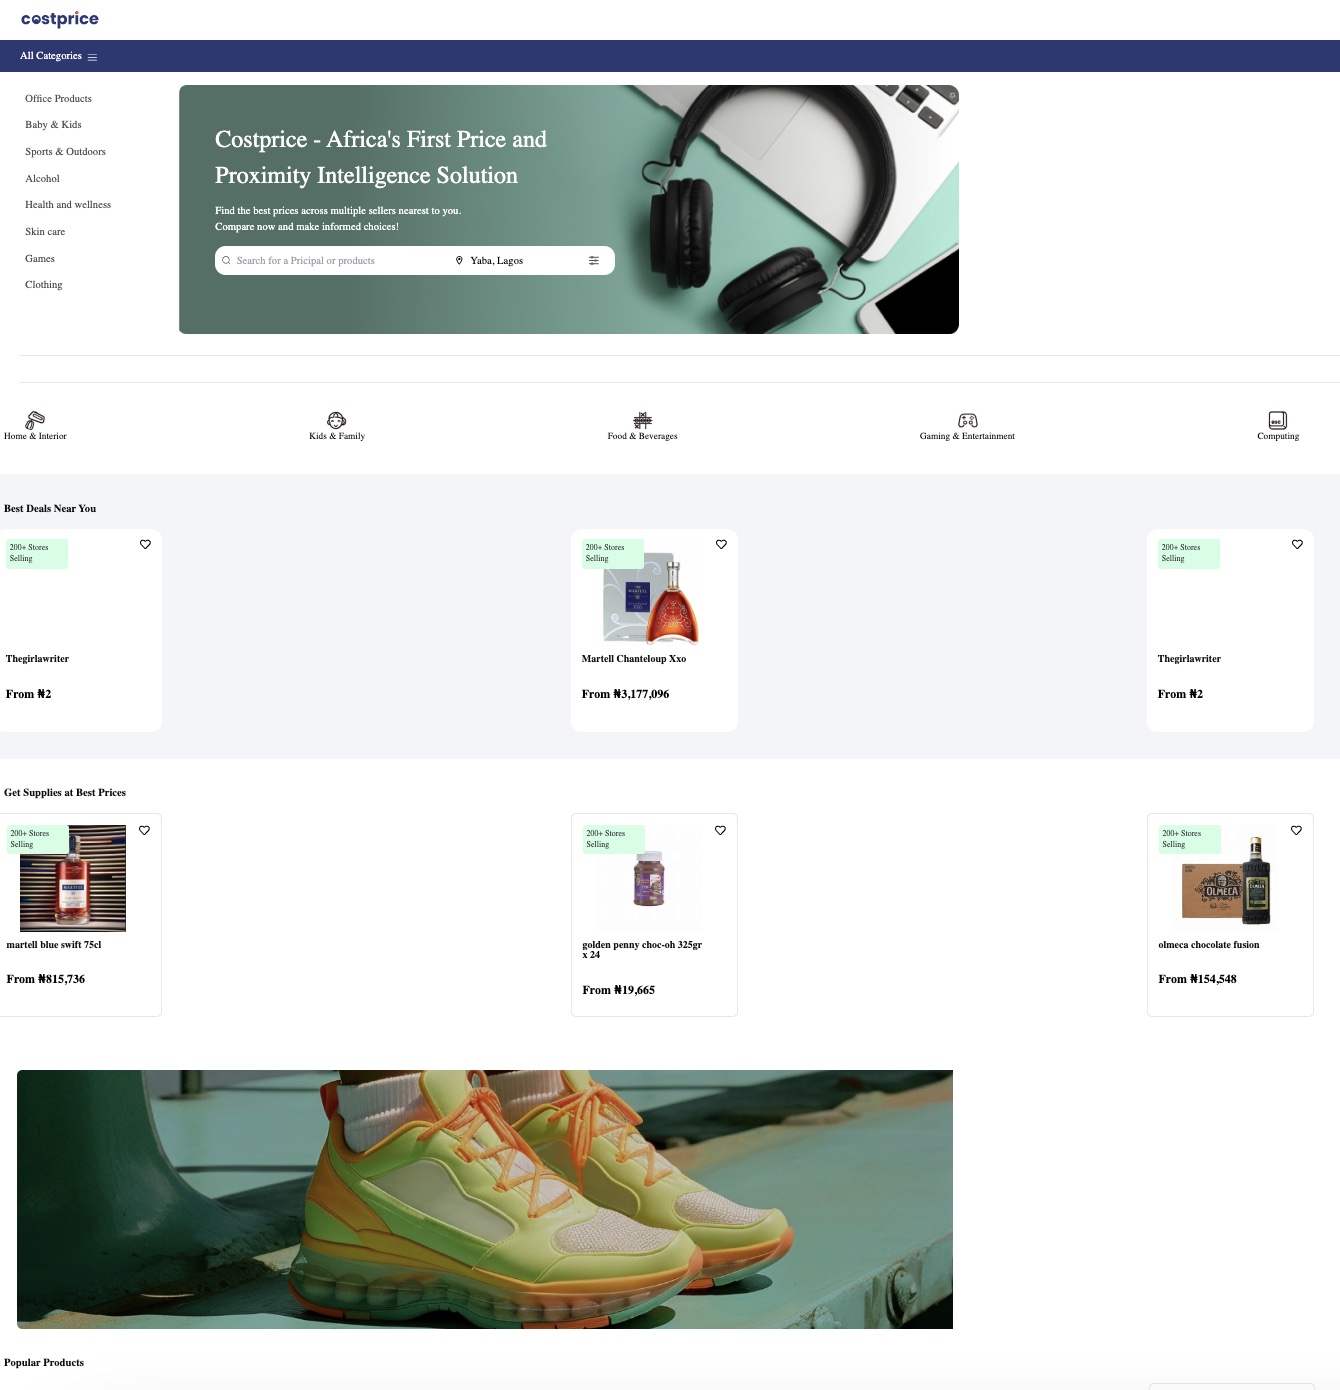 costprice
All Categories
Office Products
Baby & Kids
Sports & Outdoors
Alcohol
Health and wellness
Skin care
Games
Clothing
Costprice - Africa's First Price and
Proximity Intelligence Solution
Find the best prices across multiple sellers nearest to you.
Compare now and make informed choices!
Search for a Pricipal or products
Yaba, Lagos
Home & Interior
Kids & Family
Food & Beverages
Gaming & Entertainment
esc
Computing
Best Deals Near You
200+ Stores
Selling
Thegirlawriter
From ₦2
200+ Stores
Selling
MARTELL
Martell Chanteloup Xxo
From ₦3,177,096
200+ Stores
Selling
Thegirlawriter
From ₦2
Get Supplies at Best Prices
200+ Stores
Selling
MARTELL
martell blue swift 75cl
From ₦815,736
200+ Stores
Selling
golden penny choc-oh 325gr
x 24
From ₦19,665
200+ Stores
Selling
OLMECA
OLMECA
olmeca chocolate fusion
From ₦154,548
Popular Products